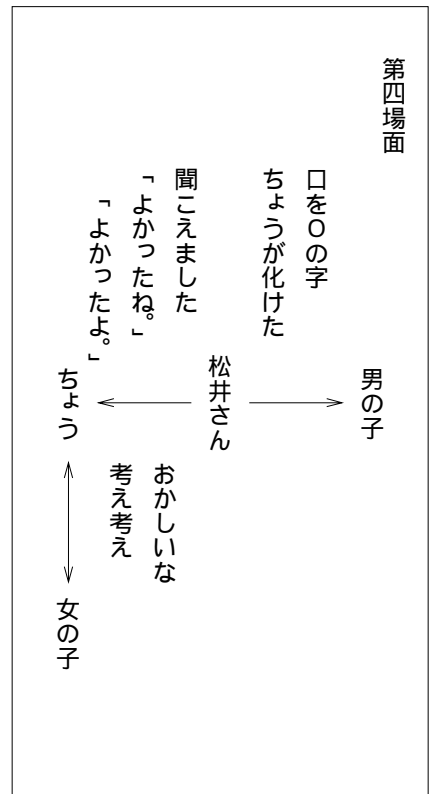 第四場面
男の子
口をOの字
ちょうが化けた
松井さん
聞こえました
「よかったね。」
「よかったよ。」
おかしいな
考え考え
ちょう
女の子